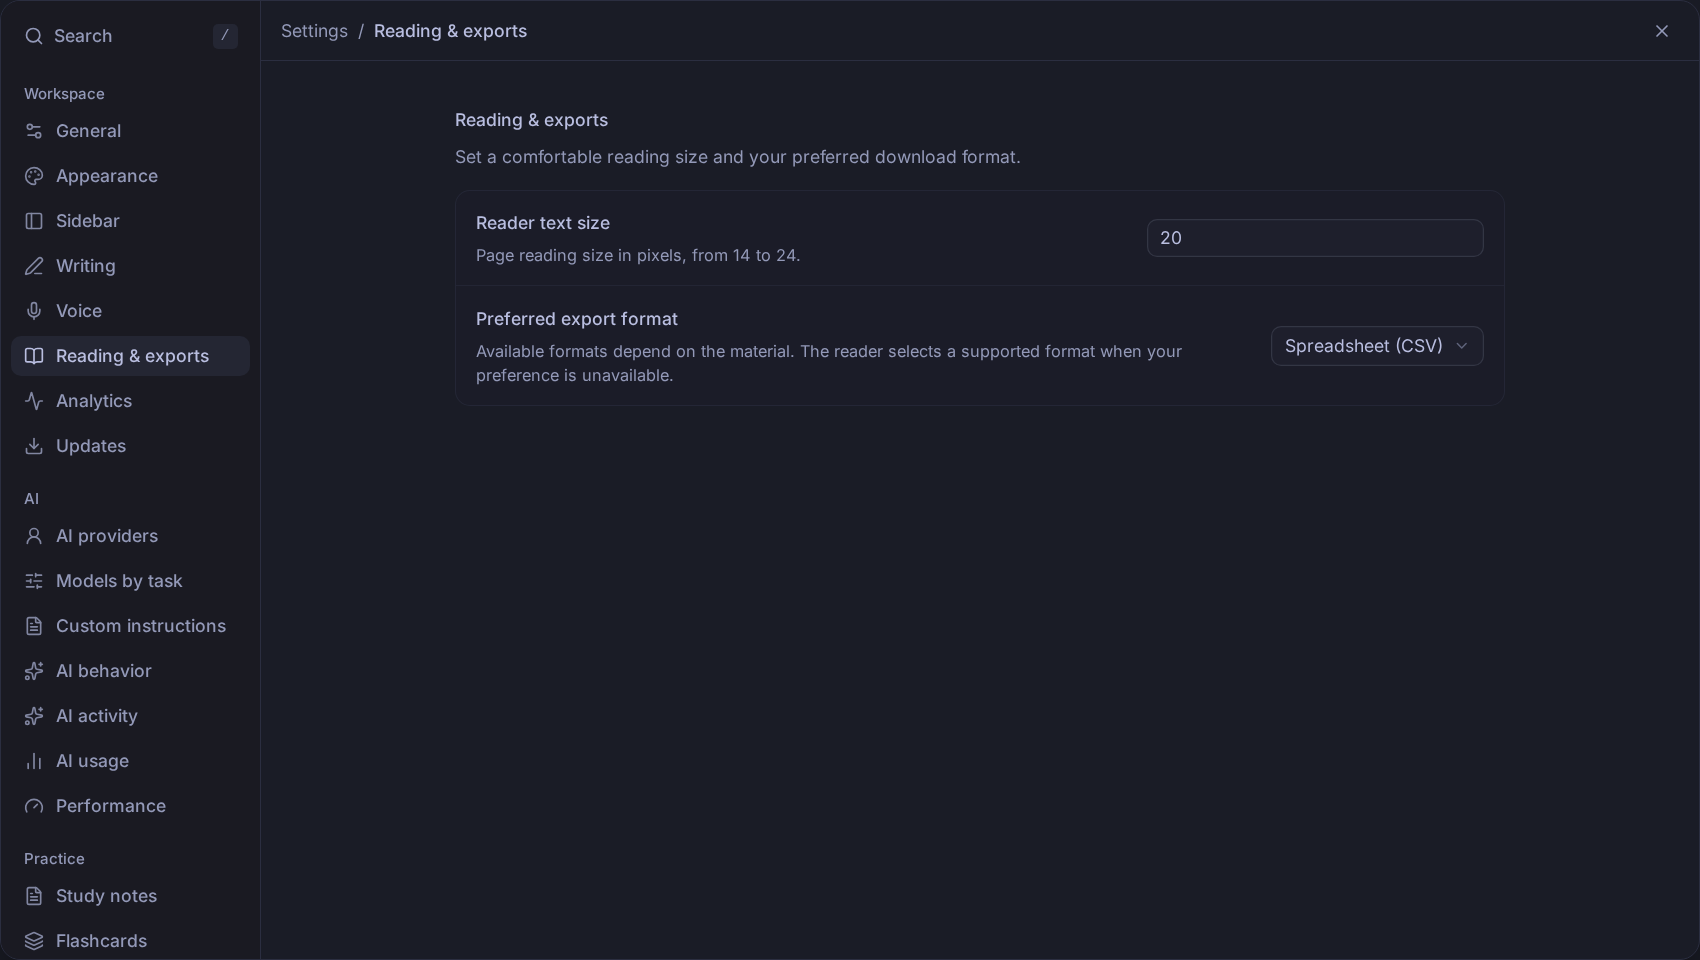 Search /
Workspace
General
Appearance
Sidebar
Writing
Voice
Reading & exports
Analytics
Updates
AI
AI providers
Models by task
Custom instructions
AI behavior
AI activity
AI usage
Performance
Practice
Study notes
Flashcards
Settings / Reading & exports
Reading & exports
Set a comfortable reading size and your preferred download format.
Reader text size
Page reading size in pixels, from 14 to 24.
20
Preferred export format
Available formats depend on the material. The reader selects a supported format when your
preference is unavailable.
Spreadsheet (CSV)